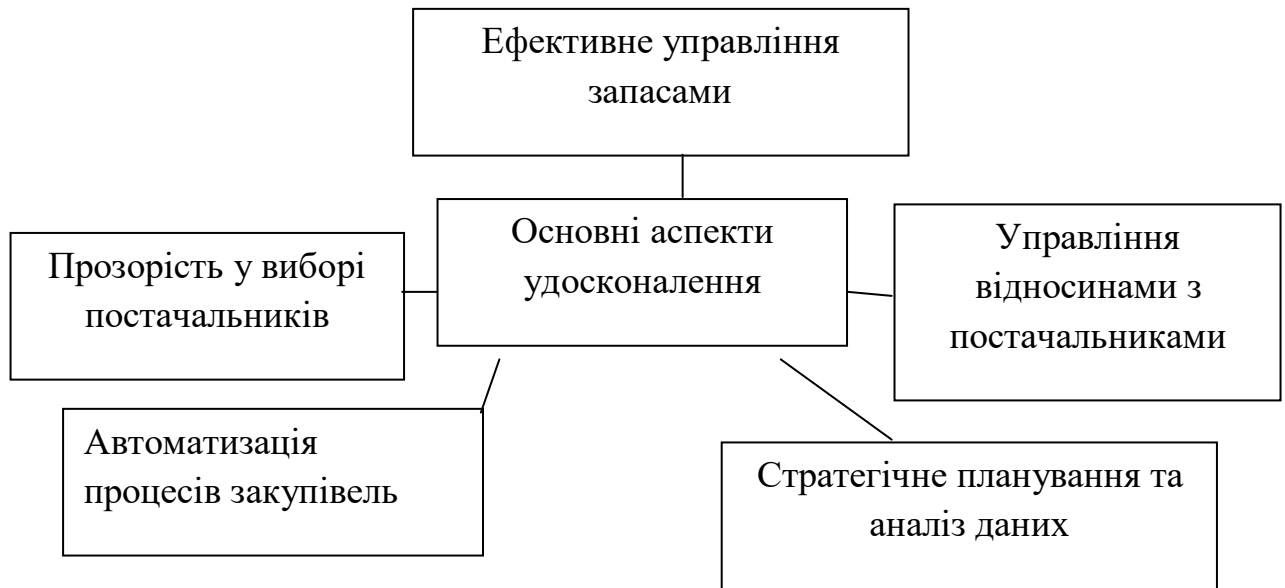 Ефективне управління
запасами
Основні аспекти
удосконалення
Прозорість у виборі
постачальників
Управління
відносинами з
постачальниками
Автоматизація
процесів закупівель
Стратегічне планування та
аналіз даних